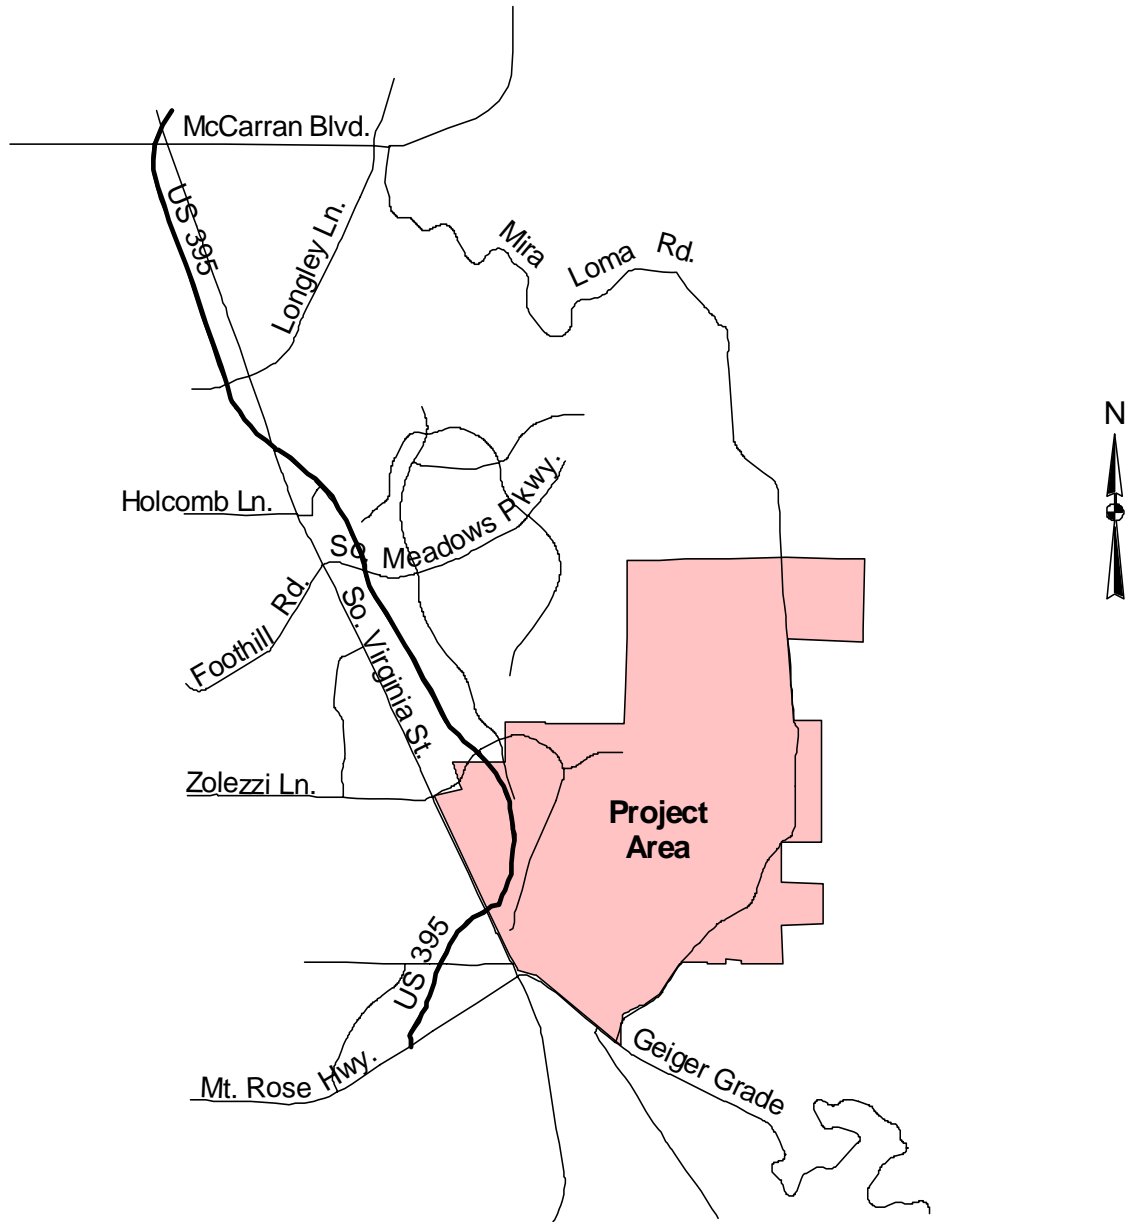 McCarran Blvd.
US 395
Longley Ln.
Mira Loma Rd.
N
Holcomb Ln.
So. Meadows Pkwy.
Foothill Rd.
So. Virginia St.
Zolezzi Ln.
Project
Area
US 395
Geiger Grade
Mt. Rose Hwy.